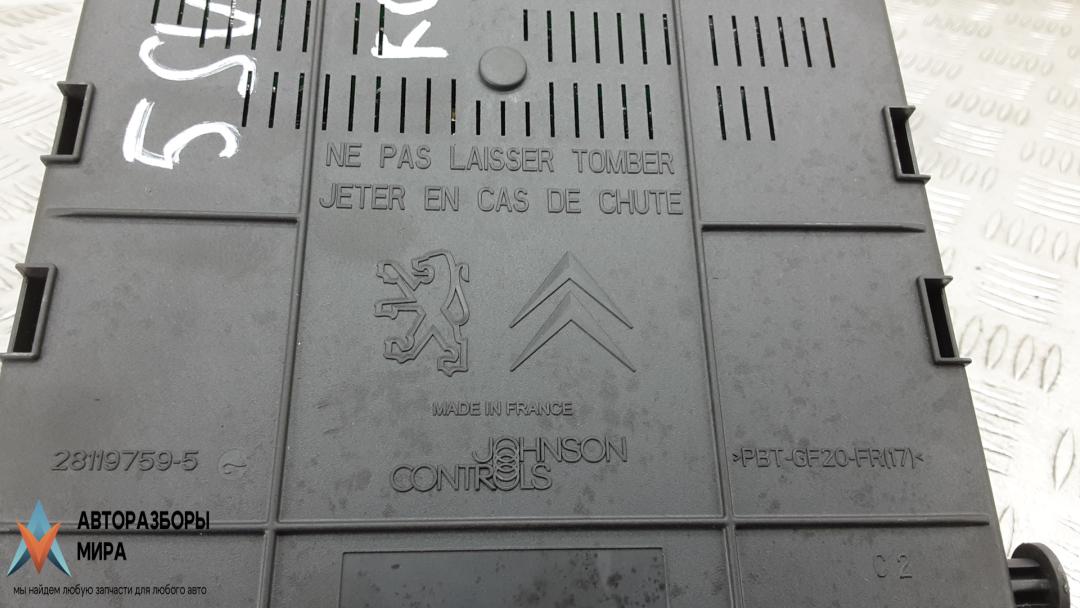 NE PAS LAISSER TOMBER
JETER EN CAS DE CHUTE
MADE IN FRANCE
JOHNSON
CONTROLS
28119759-5
>PBT-GF20-FR(17)<
C 2
АВТОРАЗБОРЫ
МИРА
мы найдем любую запчасти для любого авто